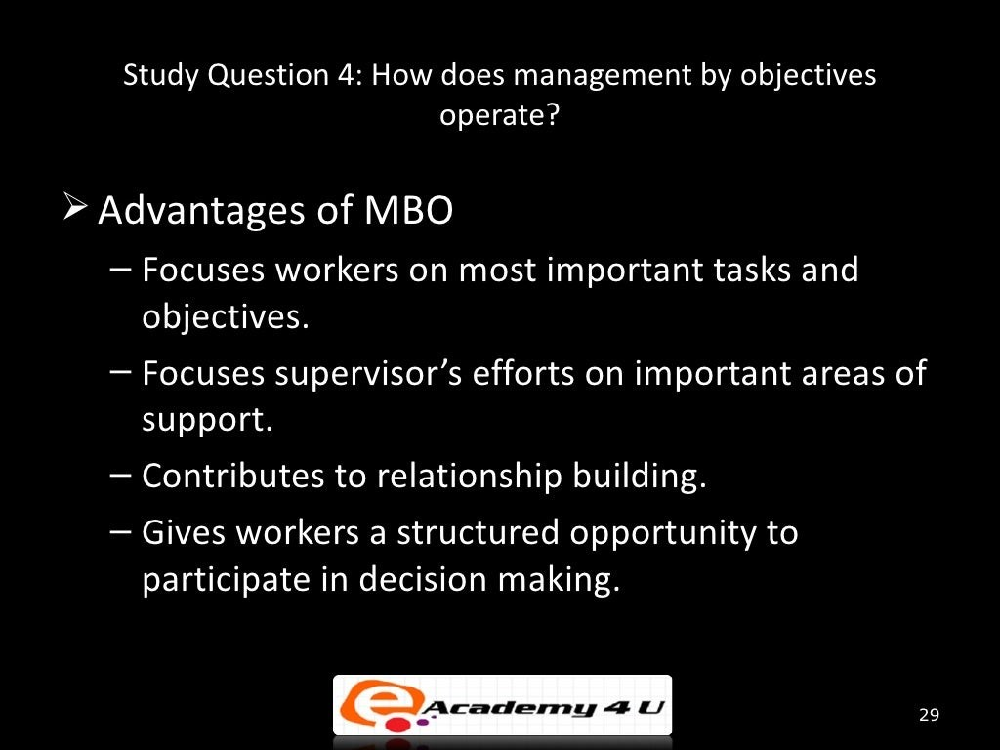 Study Question 4: How does management by objectives
operate?
➢ Advantages of MBO
– Focuses workers on most important tasks and
objectives.
– Focuses supervisor’s efforts on important areas of
support.
– Contributes to relationship building.
– Gives workers a structured opportunity to
participate in decision making.
eAcademy 4 U
29